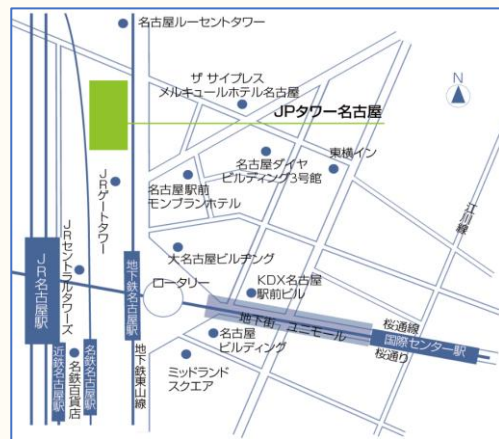 名古屋ルーセントタワー
ザ サイプレス
メルキュールホテル名古屋
N
JPタワー名古屋
名古屋ダイヤ
ビルディング3号館
東横イン
JRゲートタワー
名古屋駅前
モンブランホテル
江川線
JRセントラルタワーズ
大名古屋ビルヂング
JR名古屋駅
地下鉄名古屋駅
ロータリー
KDX名古屋
駅前ビル
地下街 ユニモール
桜通線
国際センター駅
桜通り
近鉄名古屋駅
名鉄百貨店
名鉄名古屋駅
地下鉄東山線
名古屋
ビルディング
ミッドランド
スクエア